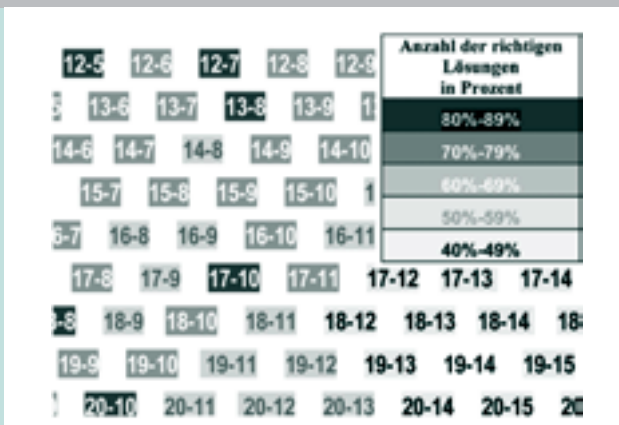 12-5 12-6 12-7 12-8 12-9
13-6 13-7 13-8 13-9
14-6 14-7 14-8 14-9 14-10
15-7 15-8 15-9 15-10
16-8 16-9 16-10 16-11
17-8 17-9 17-10 17-11 17-12 17-13 17-14
18-9 18-10 18-11 18-12 18-13 18-14
19-9 19-10 19-11 19-12 19-13 19-14 19-15
20-10 20-11 20-12 20-13 20-14 20-15
Anzahl der richtigen
Lösungen
in Prozent
80%-89%
70%-79%
60%-69%
50%-59%
40%-49%